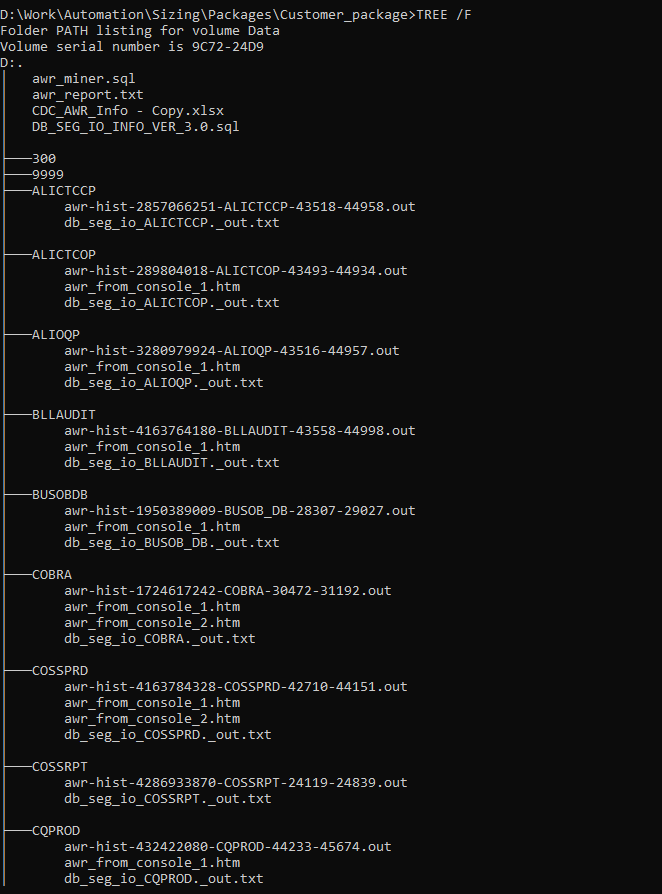 D:\Work\Automation\Sizing\Packages\Customer_package>TREE /F
Folder PATH listing for volume Data
Volume serial number is 9C72-24D9
D:.
│   awr_miner.sql
│   awr_report.txt
│   CDC_AWR_Info - Copy.xlsx
│   DB_SEG_IO_INFO_VER_3.0.sql
│
├───300
├───9999
├───ALICTCCP
│       awr-hist-2857066251-ALICTCCP-43518-44958.out
│       db_seg_io_ALICTCCP._out.txt
│
├───ALICTCOP
│       awr-hist-289804018-ALICTCOP-43493-44934.out
│       awr_from_console_1.htm
│       db_seg_io_ALICTCOP._out.txt
│
├───ALIOQP
│       awr-hist-3280979924-ALIOQP-43516-44957.out
│       awr_from_console_1.htm
│       db_seg_io_ALIOQP._out.txt
│
├───BLLAUDIT
│       awr-hist-4163764180-BLLAUDIT-43558-44998.out
│       awr_from_console_1.htm
│       db_seg_io_BLLAUDIT._out.txt
│
├───BUSOBDB
│       awr-hist-1950389009-BUSOB_DB-28307-29027.out
│       awr_from_console_1.htm
│       db_seg_io_BUSOB_DB._out.txt
│
├───COBRA
│       awr-hist-1724617242-COBRA-30472-31192.out
│       awr_from_console_1.htm
│       awr_from_console_2.htm
│       db_seg_io_COBRA._out.txt
│
├───COSSPRD
│       awr-hist-4163784328-COSSPRD-42710-44151.out
│       awr_from_console_1.htm
│       awr_from_console_2.htm
│       db_seg_io_COSSPRD._out.txt
│
├───COSSRPT
│       awr-hist-4286933870-COSSRPT-24119-24839.out
│       db_seg_io_COSSRPT._out.txt
│
├───CQPROD
│       awr-hist-432422080-CQPROD-44233-45674.out
│       awr_from_console_1.htm
│       db_seg_io_CQPROD._out.txt